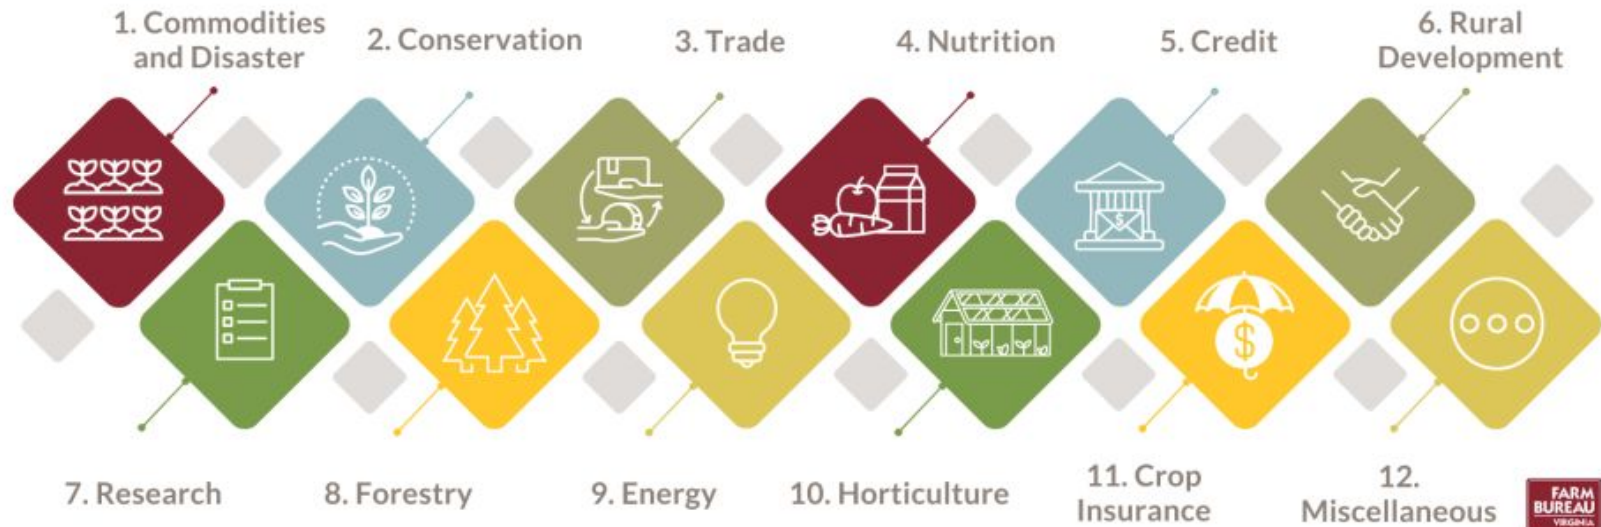 1. Commodities
and Disaster
2. Conservation
3. Trade
4. Nutrition
5. Credit
6. Rural
Development
$
$
7. Research
8. Forestry
9. Energy
10. Horticulture
11. Crop
Insurance
12.
Miscellaneous
FARM
BUREAU
VIRGINIA